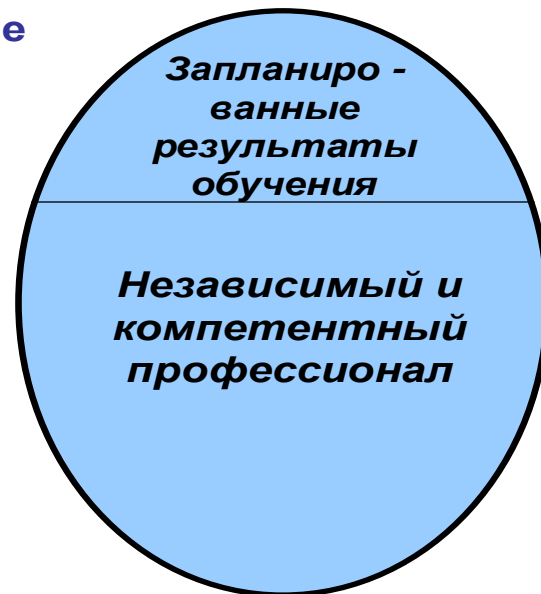 е
Запланиро -
ванные
результаты
обучения
Независимый и
компетентный
профессионал